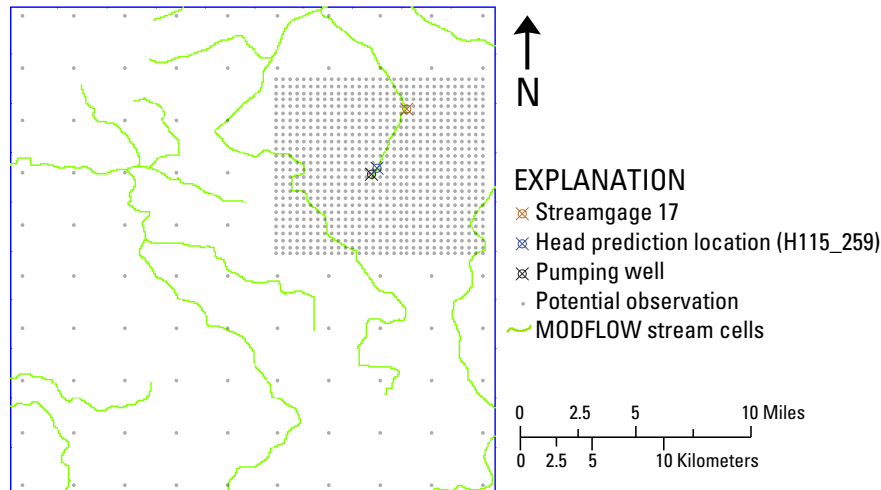 N
EXPLANATION
Streamgage 17
Head prediction location (H115_259)
Pumping well
Potential observation
MODFLOW stream cells
0 2.5 5 10 Miles
0 2.5 5 10 Kilometers